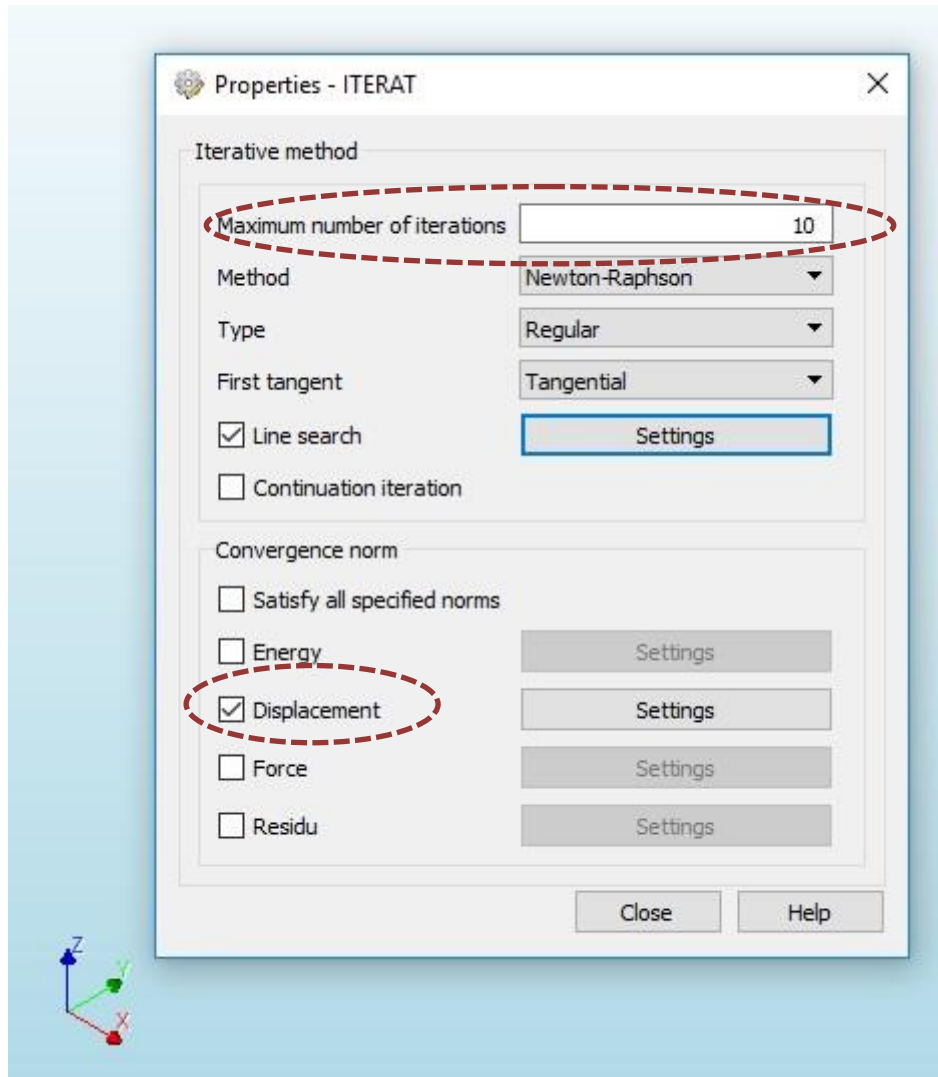 Properties - ITERAT
Iterative method
Maximum number of iterations 10
Method Newton-Raphson
Type Regular
First tangent Tangential
Line search Settings
Continuation iteration
Convergence norm
Satisfy all specified norms
Energy Settings
Displacement Settings
Force Settings
Residu Settings
Close Help
Z
Y
X